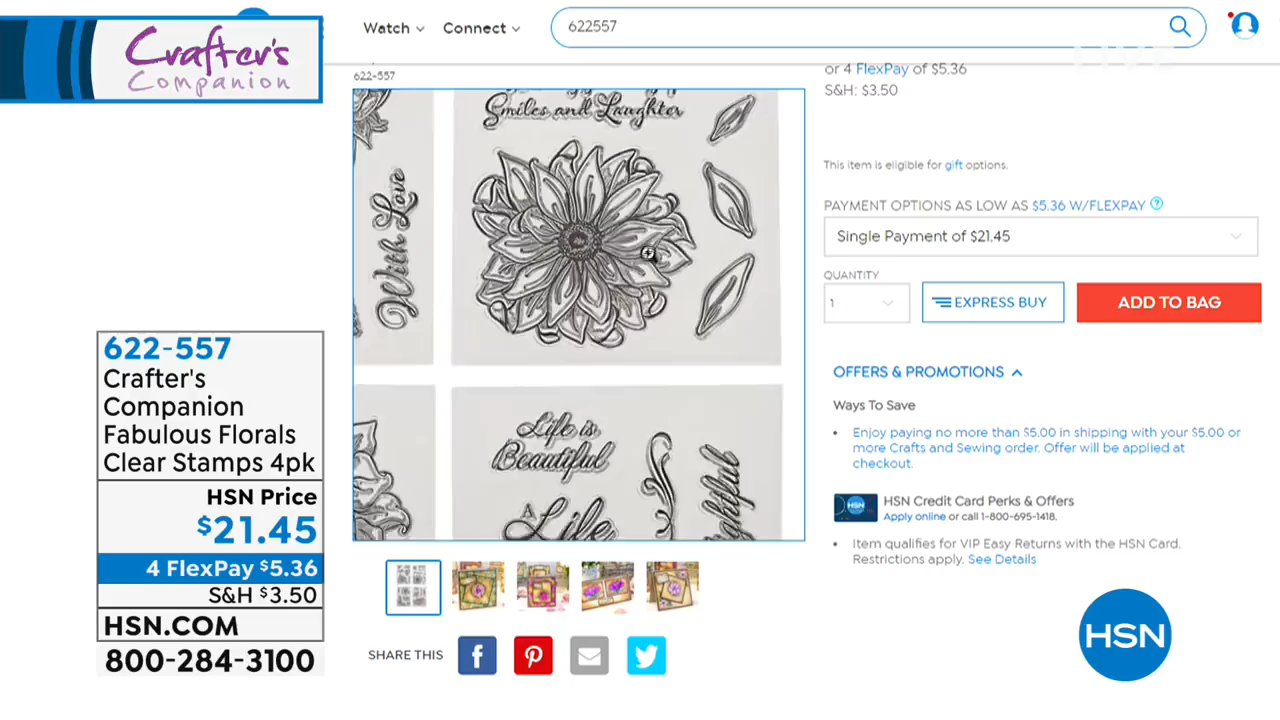 Crafter's
Companion
Watch
Connect
622557
LIVE
622-557
or 4 FlexPay of $5.36
S&H: $3.50
This item is eligible for gift options.
PAYMENT OPTIONS AS LOW AS $5.36 W/FLEXPAY ?
Single Payment of $21.45
QUANTITY
1
EXPRESS BUY
ADD TO BAG
OFFERS & PROMOTIONS
Ways To Save
• Enjoy paying no more than $5.00 in shipping with your $5.00 or
more Crafts and Sewing order. Offer will be applied at
checkout.
HSN
HSN Credit Card Perks & Offers
Apply online or call 1-800-695-1418.
• Item qualifies for VIP Easy Returns with the HSN Card.
Restrictions apply. See Details
Smiles and Laughter
With Love
Life is
Beautiful
A Life
SHARE THIS
622-557
Crafter's
Companion
Fabulous Florals
Clear Stamps 4pk
HSN Price
$21.45
4 FlexPay $5.36
S&H $3.50
HSN.COM
800-284-3100
HSN